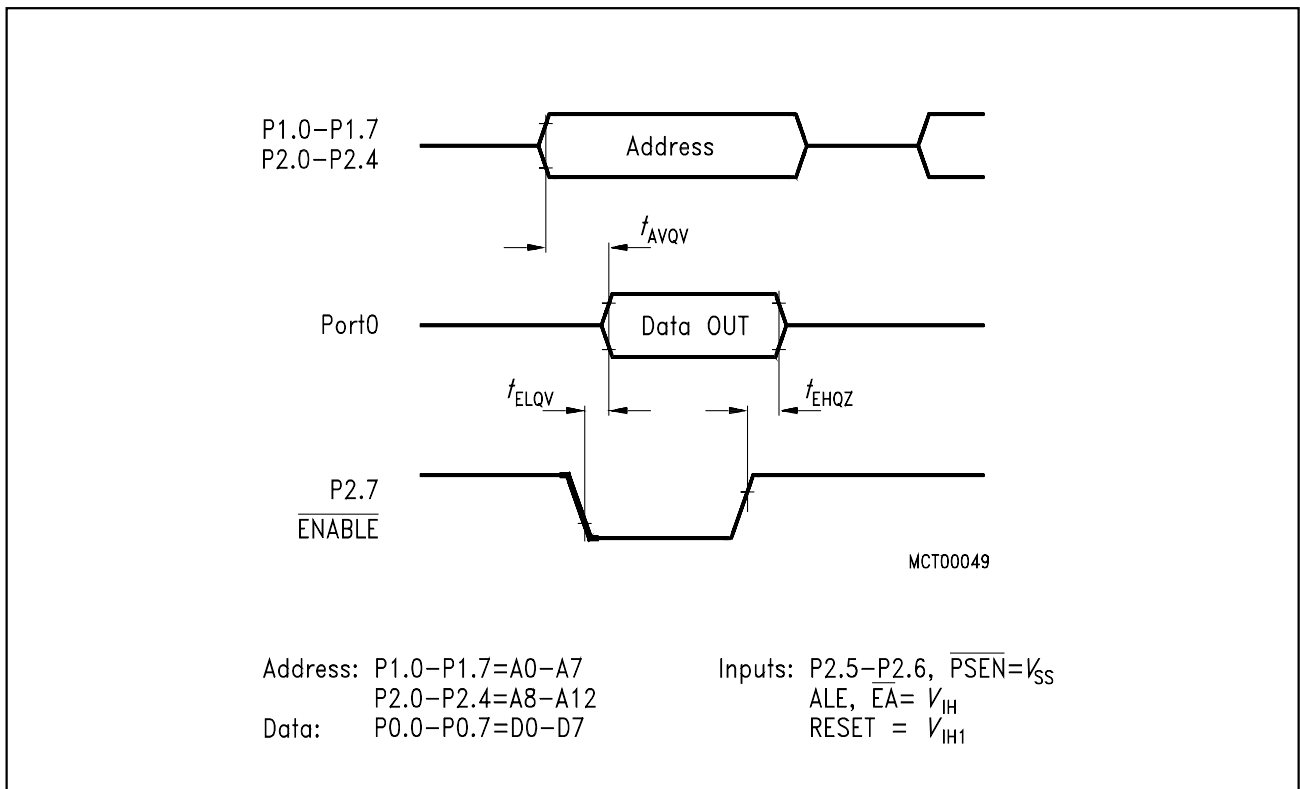 P1.0–P1.7
P2.0–P2.4
Address
tAVQV
Port0
Data OUT
tELQV
tEHQZ
P2.7
ENABLE
MCT00049
Address: P1.0–P1.7=A0–A7
P2.0–P2.4=A8–A12
Data: P0.0–P0.7=D0–D7
Inputs: P2.5–P2.6, PSEN=VSS
ALE, EA= VIH
RESET = VIH1